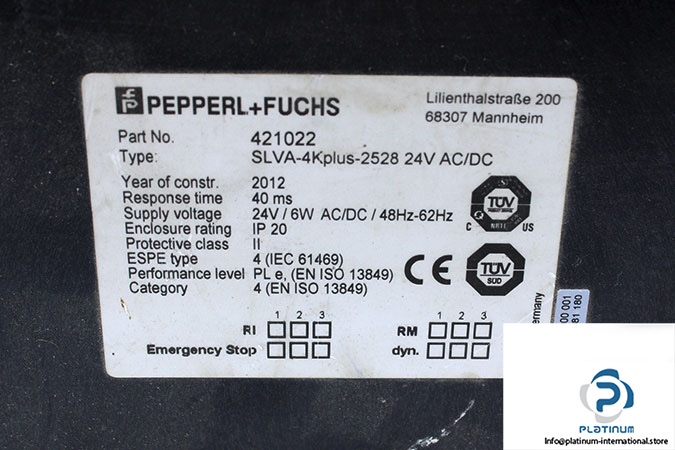 PEPPERL+FUCHS
Lilienthalstraße 200
68307 Mannheim
Part No. 421022
Type: SLVA-4Kplus-2528 24V AC/DC
Year of constr. 2012
Response time 40 ms
Supply voltage 24V / 6W AC/DC / 48Hz-62Hz
Enclosure rating IP 20
Protective class II
ESPE type 4 (IEC 61469)
Performance level PL e, (EN ISO 13849)
Category 4 (EN ISO 13849)
TÜV
C US
NRTL
CE
TÜV
SÜD
1 2 3
RI
Emergency Stop
1 2 3
RM
dyn.
PLATINUM
Info@platinum-international.store